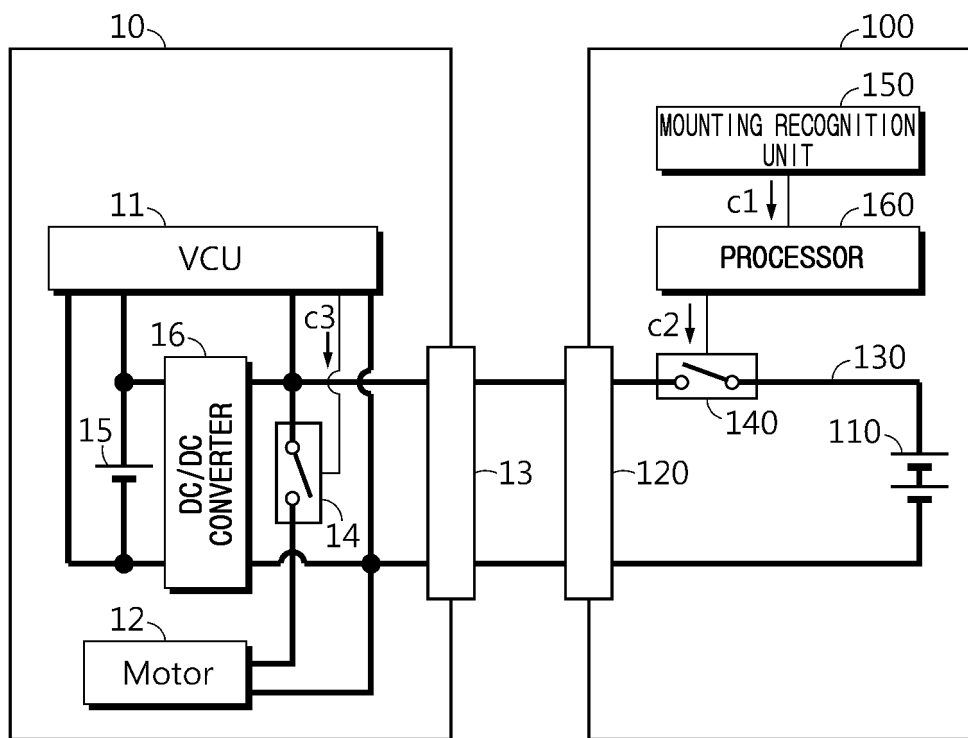 10
100
150
MOUNTING RECOGNITION
UNIT
c1
11
160
VCU
PROCESSOR
c3
c2
16
130
140
15
110
DC/DC
CONVERTER
13
120
14
12
Motor